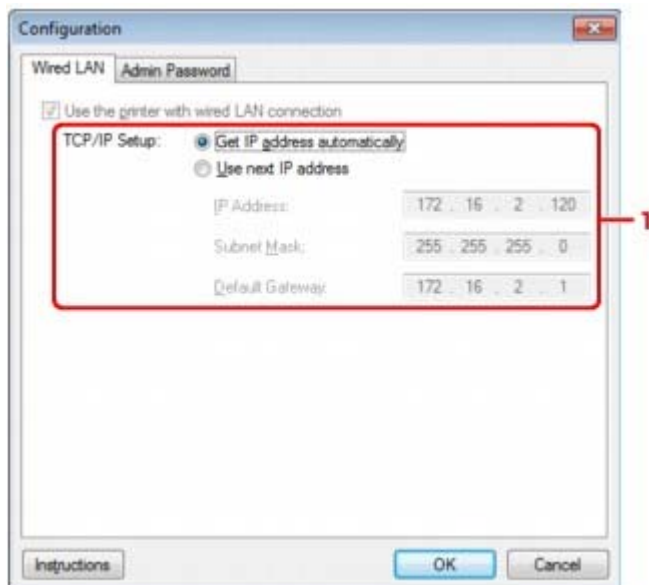 Configuration
Wired LAN Admin Password
Use the printer with wired LAN connection
TCP/IP Setup: Get IP address automatically
Use next IP address
IP Address: 172 . 16 . 2 . 120
1
Subnet Mask: 255 . 255 . 255 . 0
Default Gateway: 172 . 16 . 2 . 1
Instructions OK Cancel